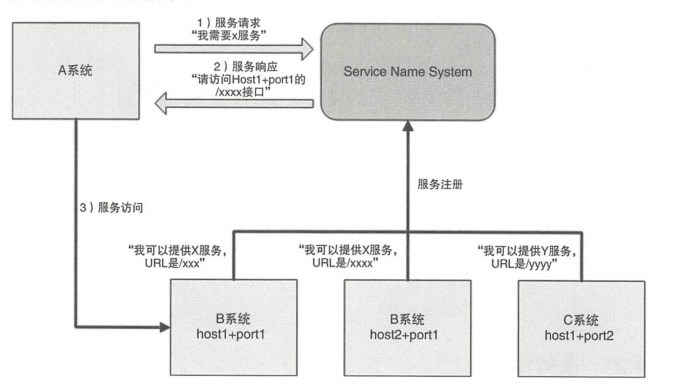 1）服务请求
“我需要x服务”
A系统
2）服务响应
“请访问Host1+port1的
/xxxx接口”
Service Name System
服务注册
3）服务访问
“我可以提供X服务，
URL是/xxx”
“我可以提供X服务，
URL是/xxxx”
“我可以提供Y服务，
URL是/yyyy”
B系统
host1+port1
B系统
host2+port1
C系统
host1+port2